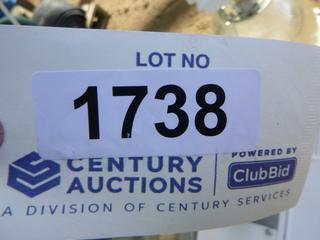 LOT NO
1738
CENTURY
AUCTIONS
POWERED BY
ClubBid
A DIVISION OF CENTURY SERVICES